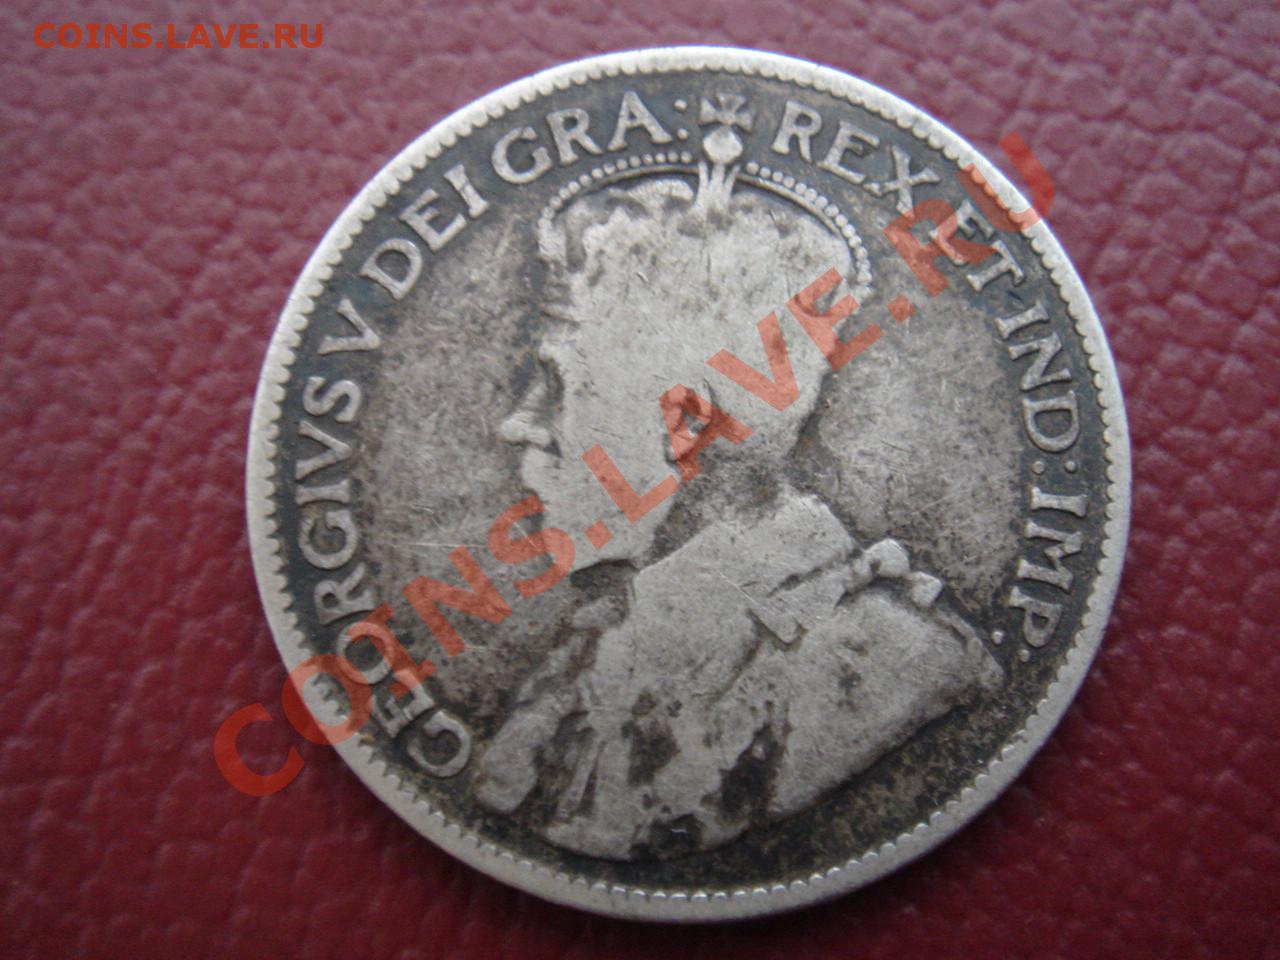 COINS.LAVE.RU
GEORGIVS V DEI GRA: REX ET IND: IMP.
COINS.LAVE.RU